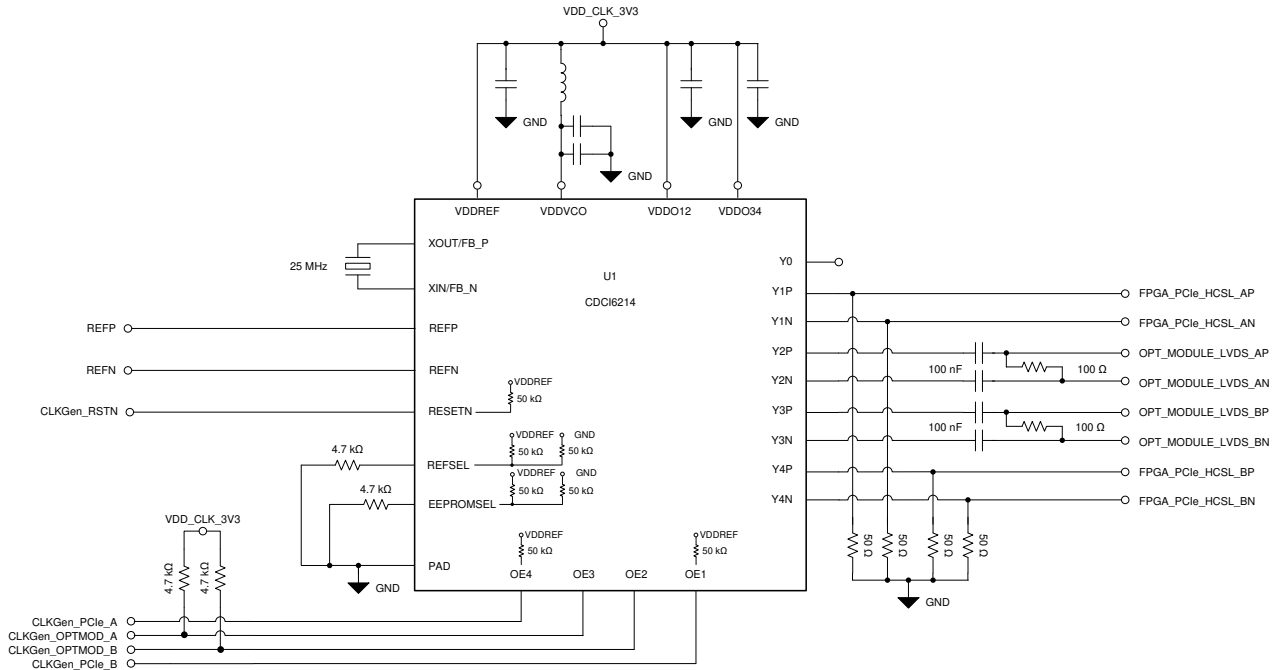 VDD_CLK_3V3
GND
GND
GND
GND
VDDREF
VDDVCO
VDDO12
VDDO34
XOUT/FB_P
25 MHz
XIN/FB_N
U1
CDCI6214
Y0
Y1P
FPGA_PCIe_HCSL_AP
Y1N
FPGA_PCIe_HCSL_AN
REFP
REFP
Y2P
OPT_MODULE_LVDS_AP
100 nF
100 Ω
REFN
REFN
Y2N
OPT_MODULE_LVDS_AN
VDDREF
50 kΩ
CLKGen_RSTN
RESETN
Y3P
OPT_MODULE_LVDS_BP
100 nF
100 Ω
Y3N
OPT_MODULE_LVDS_BN
VDDREF
GND
50 kΩ
50 kΩ
4.7 kΩ
REFSEL
Y4P
FPGA_PCIe_HCSL_BP
VDDREF
GND
50 kΩ
50 kΩ
4.7 kΩ
EEPROMSEL
Y4N
FPGA_PCIe_HCSL_BN
VDD_CLK_3V3
4.7 kΩ
4.7 kΩ
VDDREF
50 kΩ
VDDREF
50 kΩ
50 Ω
50 Ω
50 Ω
50 Ω
PAD
GND
OE4
OE3
OE2
OE1
GND
CLKGen_PCIe_A
CLKGen_OPTMOD_A
CLKGen_OPTMOD_B
CLKGen_PCIe_B